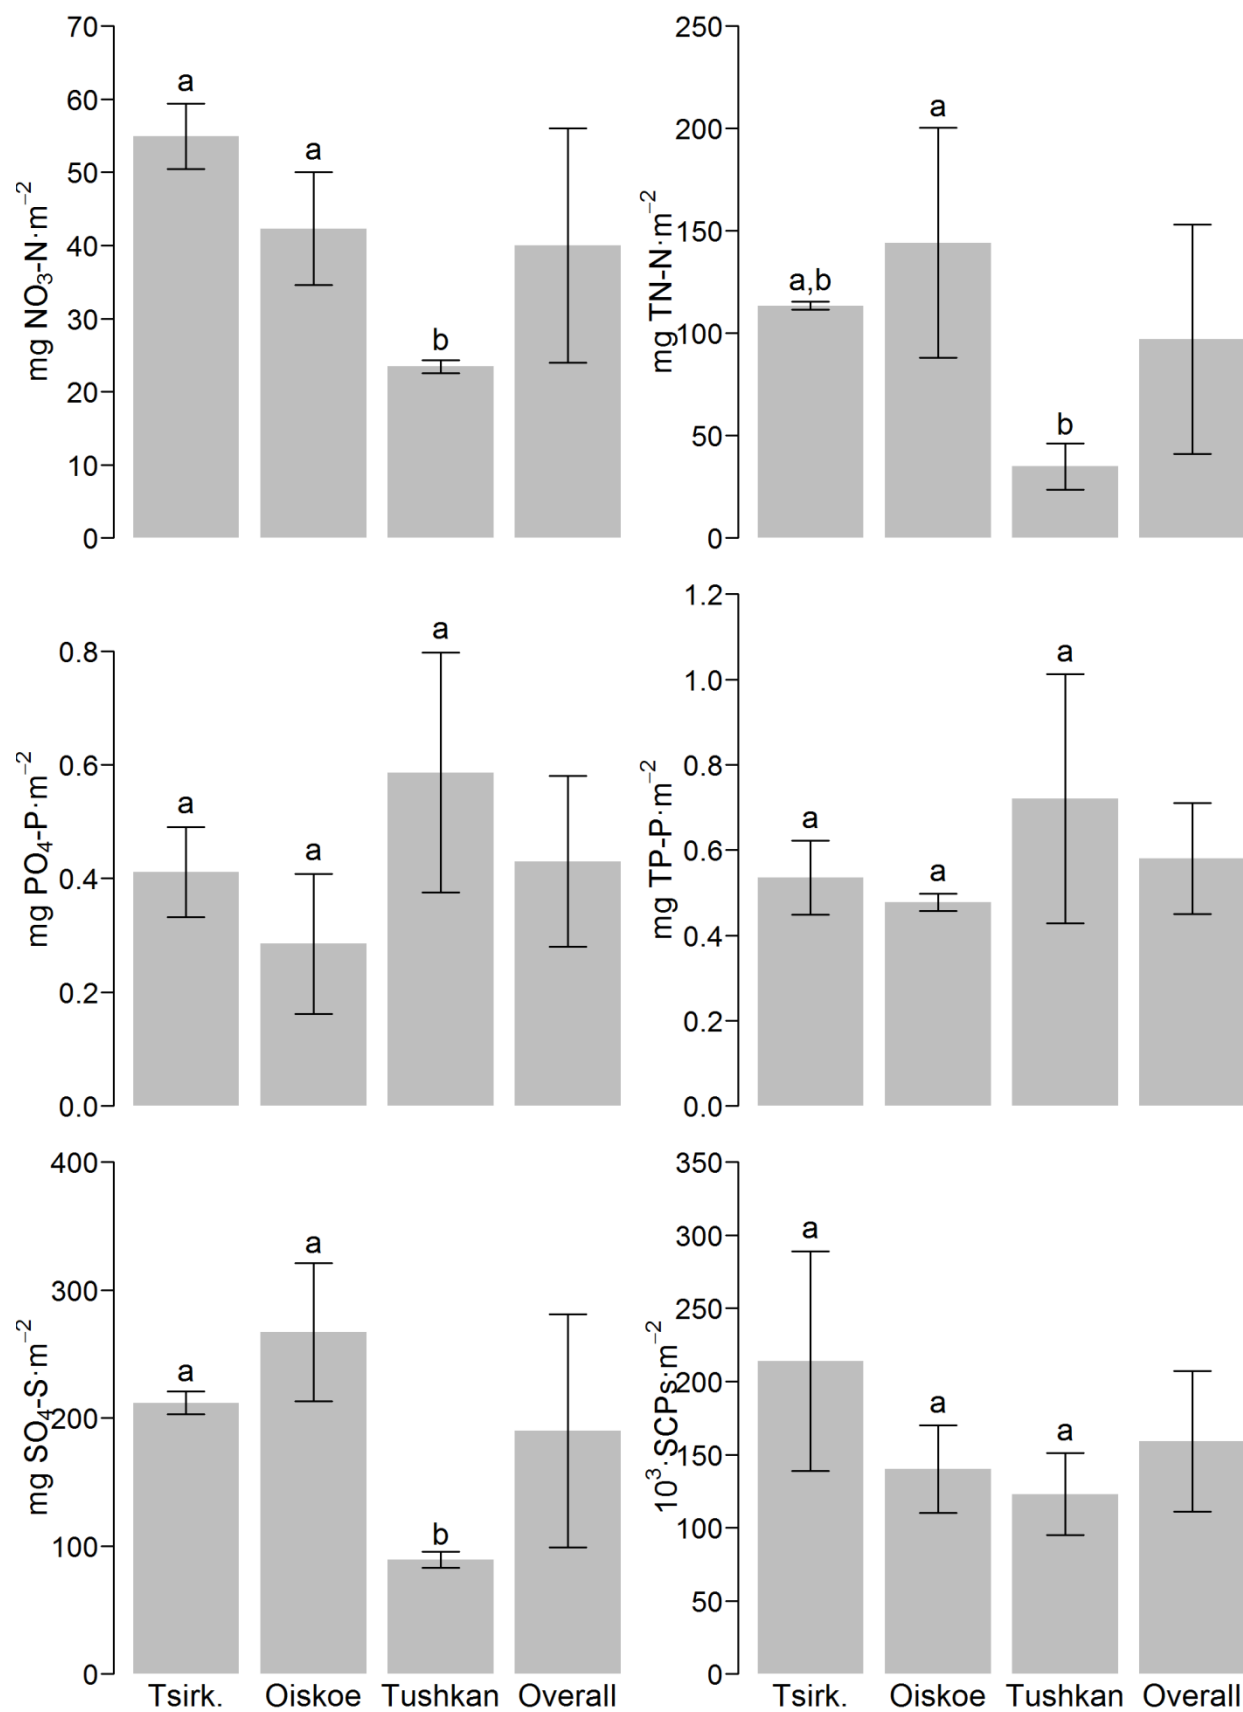 mg NO₃-N·m⁻²
70
60
50
40
30
20
10
0
a
a
b
mg TN-N·m⁻²
250
200
150
100
50
0
a,b
a
b
mg PO₄-P·m⁻²
0.8
0.6
0.4
0.2
0.0
a
a
a
mg TP-P·m⁻²
1.2
1.0
0.8
0.6
0.4
0.2
0.0
a
a
a
mg SO₄-S·m⁻²
400
300
200
100
0
a
a
b
Tsirk. Oiskoe Tushkan Overall
10³·SCPs·m⁻²
350
300
250
200
150
100
50
0
a
a
a
Tsirk. Oiskoe Tushkan Overall